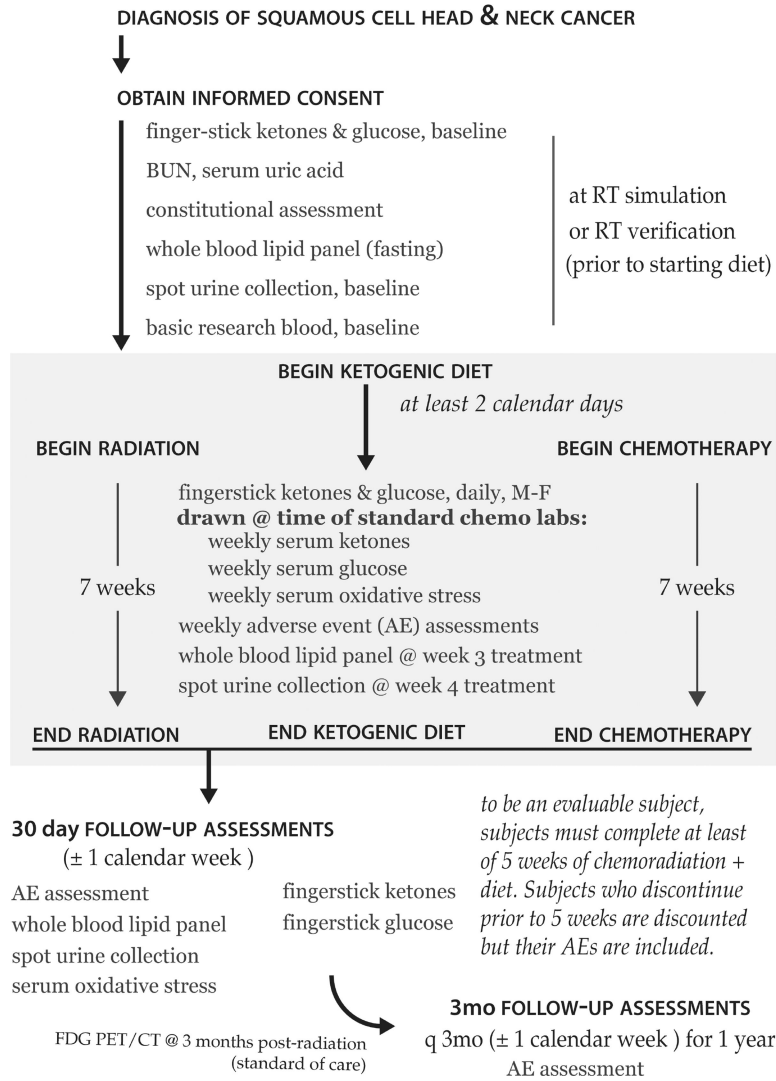 DIAGNOSIS OF SQUAMOUS CELL HEAD & NECK CANCER
OBTAIN INFORMED CONSENT
finger-stick ketones & glucose, baseline
BUN, serum uric acid
constitutional assessment
whole blood lipid panel (fasting)
spot urine collection, baseline
basic research blood, baseline
at RT simulation
or RT verification
(prior to starting diet)
BEGIN KETOGENIC DIET
at least 2 calendar days
BEGIN RADIATION
BEGIN CHEMOTHERAPY
fingerstick ketones & glucose, daily, M-F
drawn @ time of standard chemo labs:
weekly serum ketones
weekly serum glucose
weekly serum oxidative stress
weekly adverse event (AE) assessments
whole blood lipid panel @ week 3 treatment
spot urine collection @ week 4 treatment
7 weeks
7 weeks
END RADIATION
END KETOGENIC DIET
END CHEMOTHERAPY
30 day FOLLOW-UP ASSESSMENTS
(± 1 calendar week )
AE assessment
whole blood lipid panel
spot urine collection
serum oxidative stress
fingerstick ketones
fingerstick glucose
to be an evaluable subject,
subjects must complete at least
of 5 weeks of chemoradiation +
diet. Subjects who discontinue
prior to 5 weeks are discounted
but their AEs are included.
FDG PET/CT @ 3 months post-radiation
(standard of care)
3mo FOLLOW-UP ASSESSMENTS
q 3mo (± 1 calendar week ) for 1 year
AE assessment